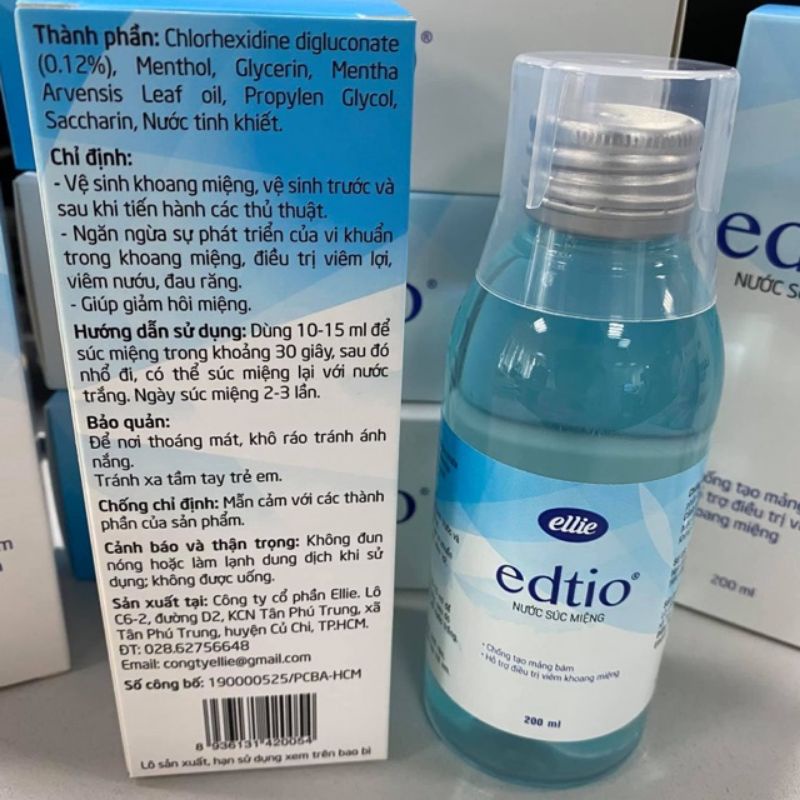 Thành phần: Chlorhexidine digluconate
(0.12%), Menthol, Glycerin, Mentha
Arvensis Leaf oil, Propylen Glycol,
Saccharin, Nước tinh khiết.
Chỉ định:
- Vệ sinh khoang miệng, vệ sinh trước và
sau khi tiến hành các thủ thuật.
- Ngăn ngừa sự phát triển của vi khuẩn
trong khoang miệng, điều trị viêm lợi,
viêm nướu, đau răng.
- Giúp giảm hôi miệng.
Hướng dẫn sử dụng: Dùng 10-15 ml để
súc miệng trong khoảng 30 giây, sau đó
nhổ đi, có thể súc miệng lại với nước
trắng. Ngày súc miệng 2-3 lần.
Bảo quản:
Để nơi thoáng mát, khô ráo tránh ánh
nắng.
Tránh xa tầm tay trẻ em.
Chống chỉ định: Mẫn cảm với các thành
phần của sản phẩm.
Cảnh báo và thận trọng: Không đun
nóng hoặc làm lạnh dung dịch khi sử
dụng; không được uống.
Sản xuất tại: Công ty cổ phần Ellie. Lô
C6-2, đường D2, KCN Tân Phú Trung, xã
Tân Phú Trung, huyện Củ Chi, TP.HCM.
ĐT: 028.62756648
Email: congtyellie@gmail.com
Số công bố: 190000525/PCBA-HCM
8 936131 420054
Lô sản xuất, hạn sử dụng xem trên bao bì
ellie
edtio®
NƯỚC SÚC MIỆNG
- Chống tạo mảng bám
- Hỗ trợ điều trị viêm khoang miệng
200 ml
ed
NƯỚC
tạo mảng
trợ điều trị
miệng
200 ml